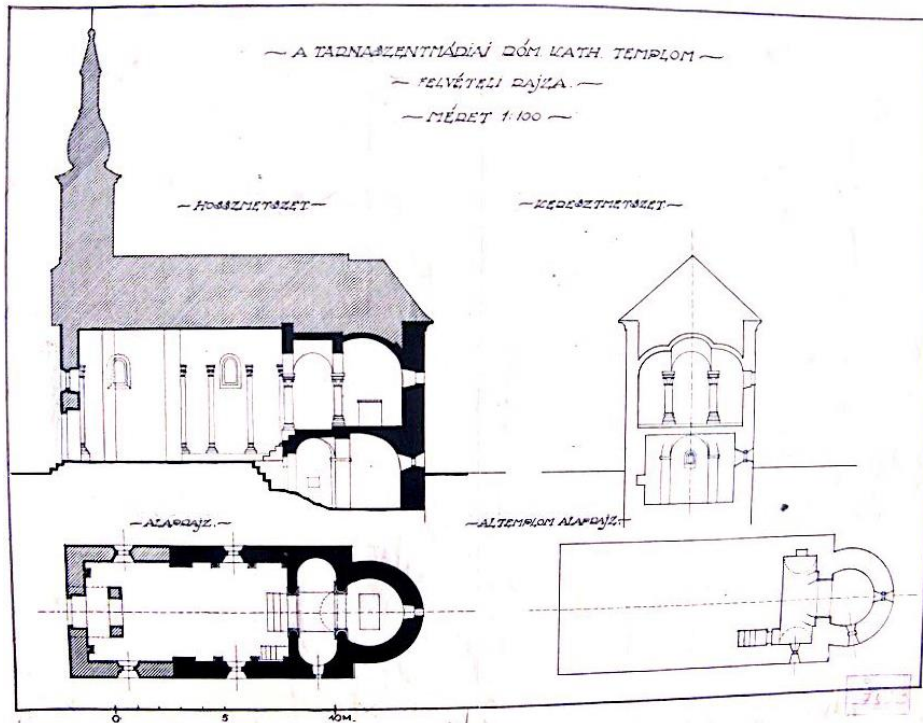 — A TARNASZENTMÁRIAI RÓM. KATH. TEMPLOM —
— FELVÉTELI RAJZA. —
— MÉRET 1:100 —
— HOSSZMETSZET —
— KERESZTMETSZET. —
— ALAPRAJZ. —
— ALTEMPLOM ALAPRAJZ. —
0 5 10M.